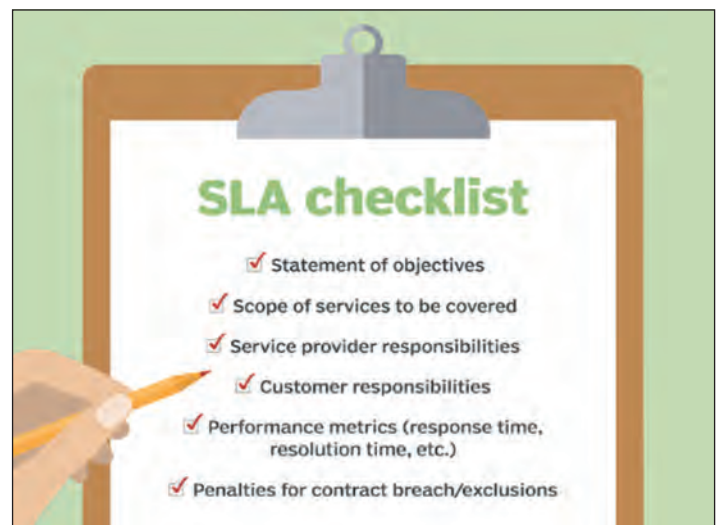 SLA checklist
Statement of objectives
Scope of services to be covered
Service provider responsibilities
Customer responsibilities
Performance metrics (response time,
resolution time, etc.)
Penalties for contract breach/exclusions